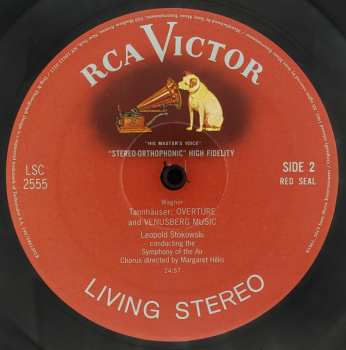 RCA VICTOR
"HIS MASTER'S VOICE"
"STEREO-ORTHOPHONIC" HIGH FIDELITY
LSC
2555
SIDE 2
RED SEAL
Wagner
Tannhäuser: OVERTURE
and VENUSBERG MUSIC
Leopold Stokowski
conducting the
Symphony of the Air
Chorus directed by Margaret Hillis
24:57
LIVING STEREO